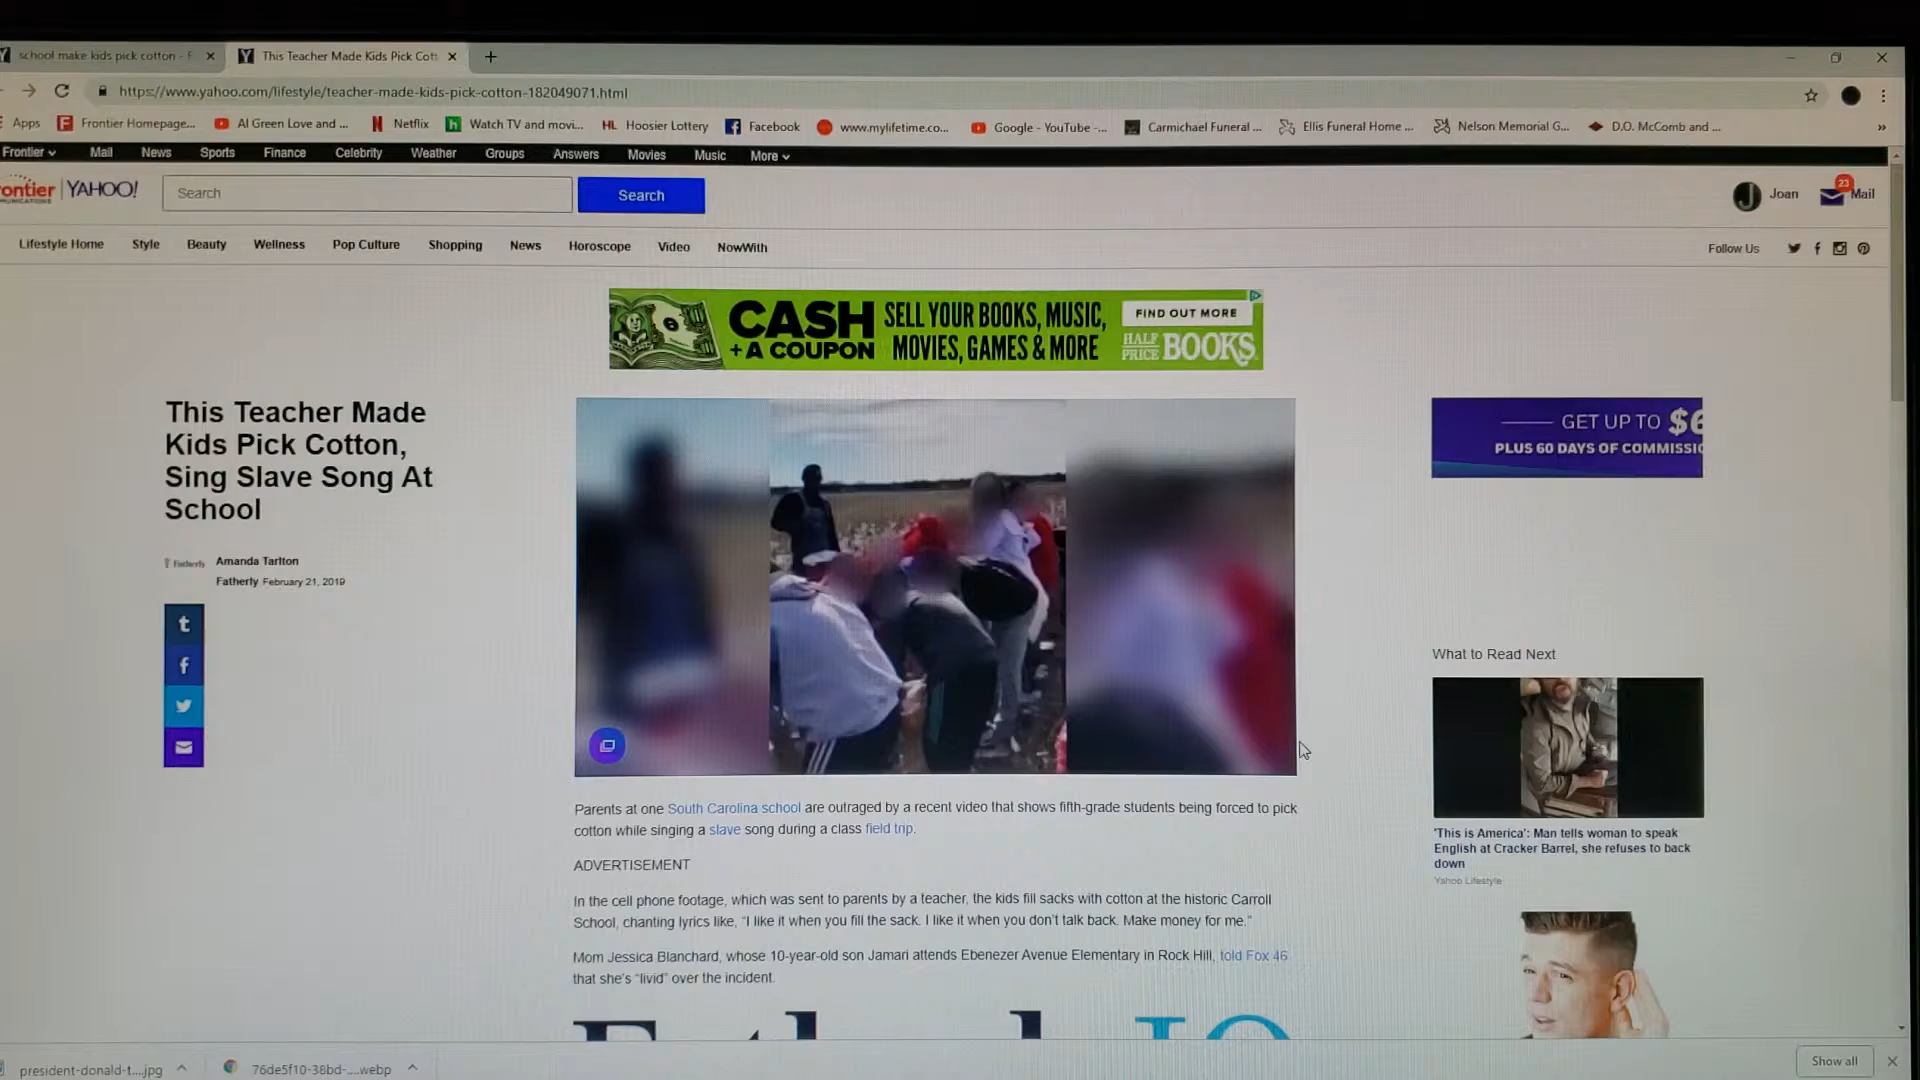 school make kids pick cotton -
This Teacher Made Kids Pick Cott
https://www.yahoo.com/lifestyle/teacher-made-kids-pick-cotton-182049071.html
Apps
Frontier Homepage...
Al Green Love and ...
Netflix
Watch TV and movi...
HL Hoosier Lottery
Facebook
www.mylifetime.co...
Google - YouTube -...
Carmichael Funeral ...
Ellis Funeral Home ...
Nelson Memorial G...
D.O. McComb and ...
Frontier Mail News Sports Finance Celebrity Weather Groups Answers Movies Music More
ontier YAHOO!
Search
Search
Joan
23
Mail
Lifestyle Home Style Beauty Wellness Pop Culture Shopping News Horoscope Video NowWith
Follow Us
CASH
+ A COUPON
SELL YOUR BOOKS, MUSIC,
MOVIES, GAMES & MORE
FIND OUT MORE
HALF
PRICE
BOOKS
This Teacher Made
Kids Pick Cotton,
Sing Slave Song At
School
Fatherly
Amanda Tarlton
Fatherly February 21, 2019
GET UP TO $6
PLUS 60 DAYS OF COMMISSIO
Parents at one South Carolina school are outraged by a recent video that shows fifth-grade students being forced to pick
cotton while singing a slave song during a class field trip.
ADVERTISEMENT
In the cell phone footage, which was sent to parents by a teacher, the kids fill sacks with cotton at the historic Carroll
School, chanting lyrics like, “I like it when you fill the sack. I like it when you don’t talk back. Make money for me.”
Mom Jessica Blanchard, whose 10-year-old son Jamari attends Ebenezer Avenue Elementary in Rock Hill, told Fox 46
that she’s “livid” over the incident.
What to Read Next
'This is America': Man tells woman to speak
English at Cracker Barrel, she refuses to back
down
Yahoo Lifestyle
president-donald-t....jpg
76de5f10-38bd-....webp
Show all